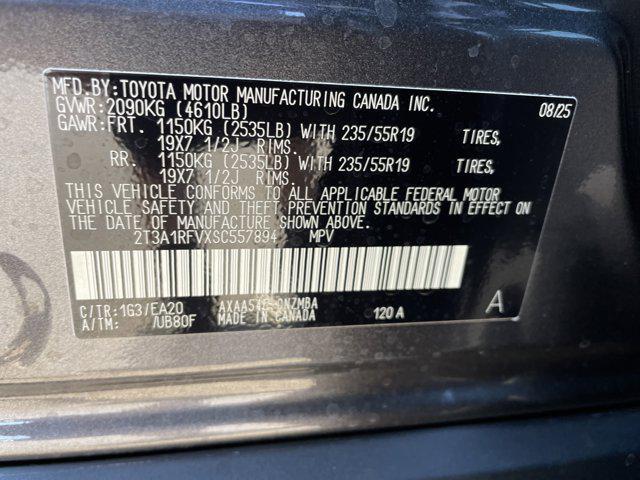 MFD.BY:TOYOTA MOTOR MANUFACTURING CANADA INC. 08/25
GVWR:2090KG (4610LB)
GAWR:FRT. 1150KG (2535LB) WITH 235/55R19 TIRES,
19X7 1/2J RIMS.
RR. 1150KG (2535LB) WITH 235/55R19 TIRES,
19X7 1/2J RIMS.
THIS VEHICLE CONFORMS TO ALL APPLICABLE FEDERAL MOTOR
VEHICLE SAFETY AND THEFT PREVENTION STANDARDS IN EFFECT ON
THE DATE OF MANUFACTURE SHOWN ABOVE.
2T3A1RFVXSC557894 MPV
C/TR:1G3/EA20
A/TM: /UB80F
MADE IN CANADA
120A
A